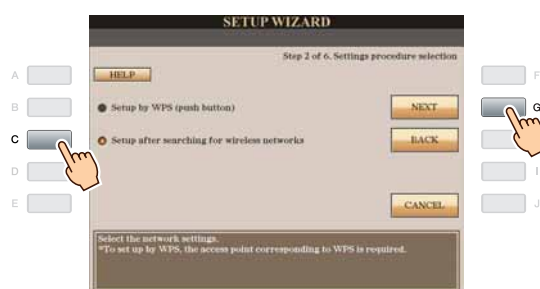 SETUP WIZARD
Step 2 of 6. Settings procedure selection
HELP
A
F
B
Setup by WPS (push button)
NEXT
G
C
Setup after searching for wireless networks
BACK
D
I
E
CANCEL
J
Select the network settings.
*To set up by WPS, the access point corresponding to WPS is required.